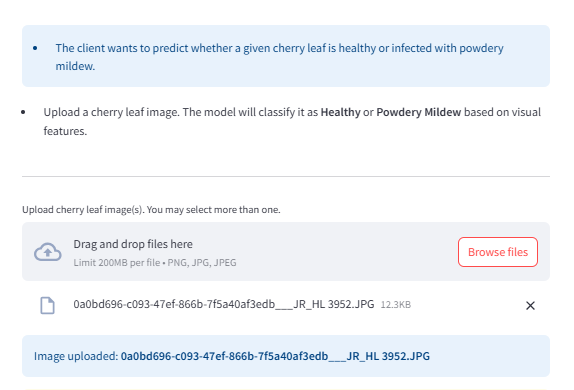 • The client wants to predict whether a given cherry leaf is healthy or infected with powdery
mildew.
• Upload a cherry leaf image. The model will classify it as Healthy or Powdery Mildew based on visual
features.
Upload cherry leaf image(s). You may select more than one.
Drag and drop files here
Limit 200MB per file • PNG, JPG, JPEG
Browse files
0a0bd696-c093-47ef-866b-7f5a40af3edb___JR_HL 3952.JPG 12.3KB
Image uploaded: 0a0bd696-c093-47ef-866b-7f5a40af3edb___JR_HL 3952.JPG